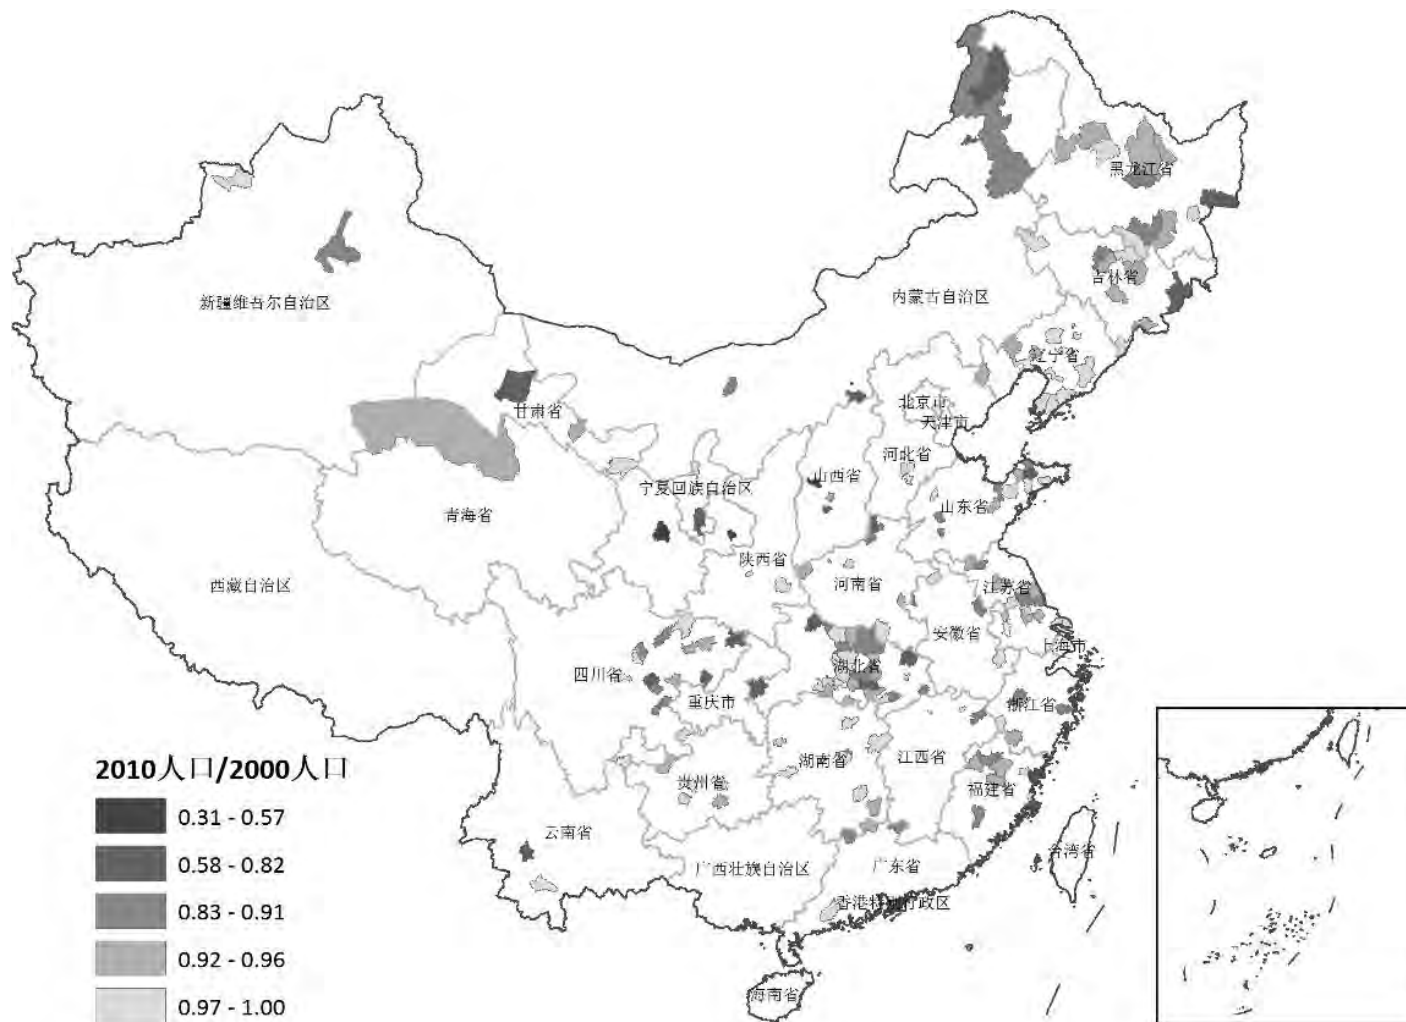 黑龙江省
吉林省
内蒙古自治区
新疆维吾尔自治区
辽宁省
北京市
天津市
甘肃省
河北省
山西省
宁夏回族自治区
山东省
青海省
陕西省
河南省
江苏省
西藏自治区
安徽省
上海市
湖北省
四川省
重庆市
浙江省
湖南省
江西省
贵州省
福建省
云南省
台湾省
广西壮族自治区
广东省
香港特别行政区
海南省
2010人口/2000人口
0.31 - 0.57
0.58 - 0.82
0.83 - 0.91
0.92 - 0.96
0.97 - 1.00